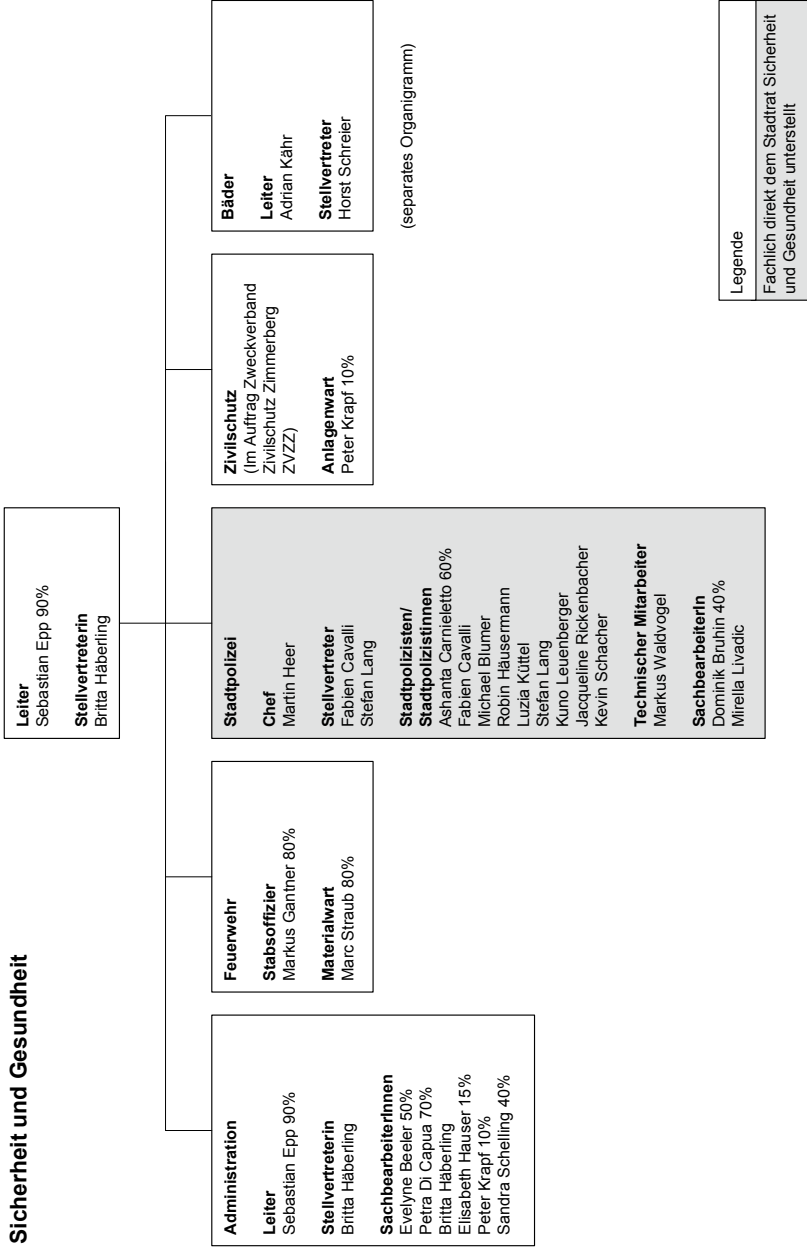 Sicherheit und Gesundheit
Leiter
Sebastian Epp 90%
Stellvertreterin
Britta Häberling
Administration
Leiter
Sebastian Epp 90%
Stellvertreterin
Britta Häberling
SachbearbeiterInnen
Evelyne Beeler 50%
Petra Di Capua 70%
Britta Häberling
Elisabeth Hauser 15%
Peter Krapf 10%
Sandra Schelling 40%
Feuerwehr
Stabsoffizier
Markus Gantner 80%
Materialwart
Marc Straub 80%
Stadtpolizei
Chef
Martin Heer
Stellvertreter
Fabien Cavalli
Stefan Lang
Stadtpolizisten/
Stadtpolizistinnen
Ashanta Carnieletto 60%
Fabien Cavalli
Michael Blumer
Robin Häusermann
Luzia Küttel
Stefan Lang
Kuno Leuenberger
Jacqueline Rickenbacher
Kevin Schacher
Technischer Mitarbeiter
Markus Waldvogel
SachbearbeiterIn
Dominik Bruhin 40%
Mirella Livadic
Zivilschutz
(Im Auftrag Zweckverband
Zivilschutz Zimmerberg
ZVZZ)
Anlagenwart
Peter Krapf 10%
Bäder
Leiter
Adrian Kähr
Stellvertreter
Horst Schreier
(separates Organigramm)
Legende
Fachlich direkt dem Stadtrat Sicherheit
und Gesundheit unterstellt